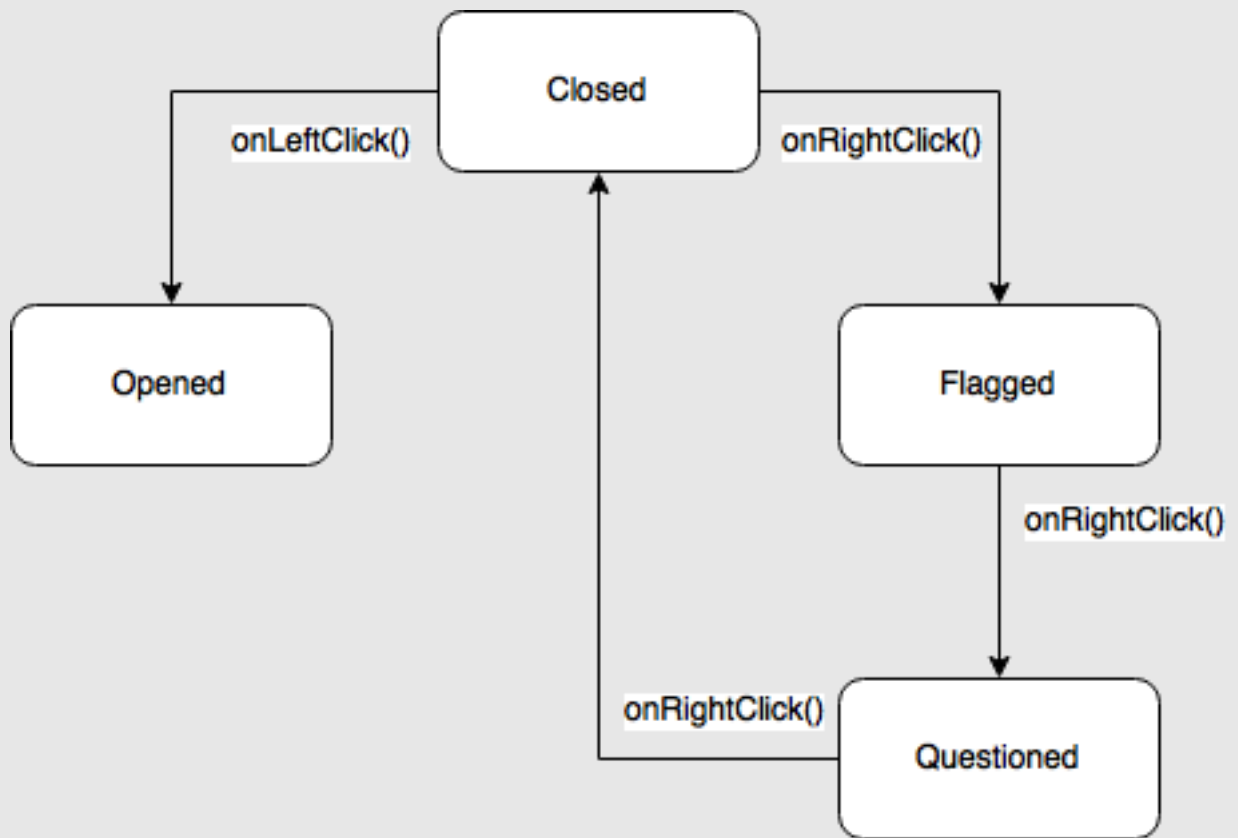 Closed
onLeftClick()
onRightClick()
Opened
Flagged
onRightClick()
onRightClick()
Questioned